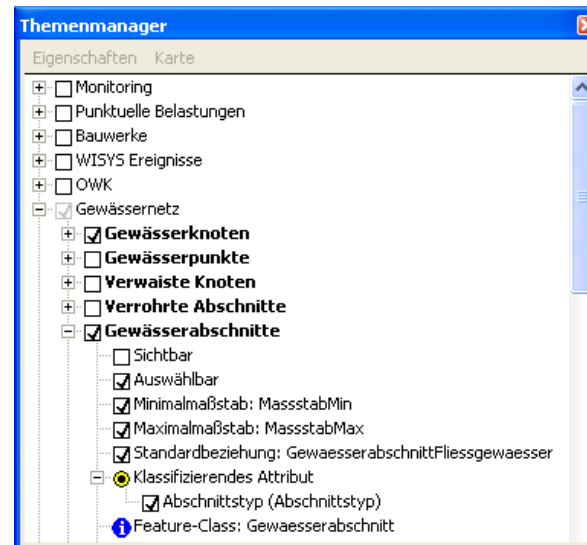 Themenmanager
Eigenschaften Karte
Monitoring
Punktuelle Belastungen
Bauwerke
WISYS Ereignisse
OWK
Gewässernetz
Gewässerknoten
Gewässerpunkte
Verwaiste Knoten
Verrohrte Abschnitte
Gewässerabschnitte
Sichtbar
Auswählbar
Minimalmaßstab: MassstabMin
Maximalmaßstab: MassstabMax
Standardbeziehung: GewaesserabschnittFliessgewaesser
Klassifizierendes Attribut
Abschnittstyp (Abschnittstyp)
Feature-Class: Gewaesserabschnitt